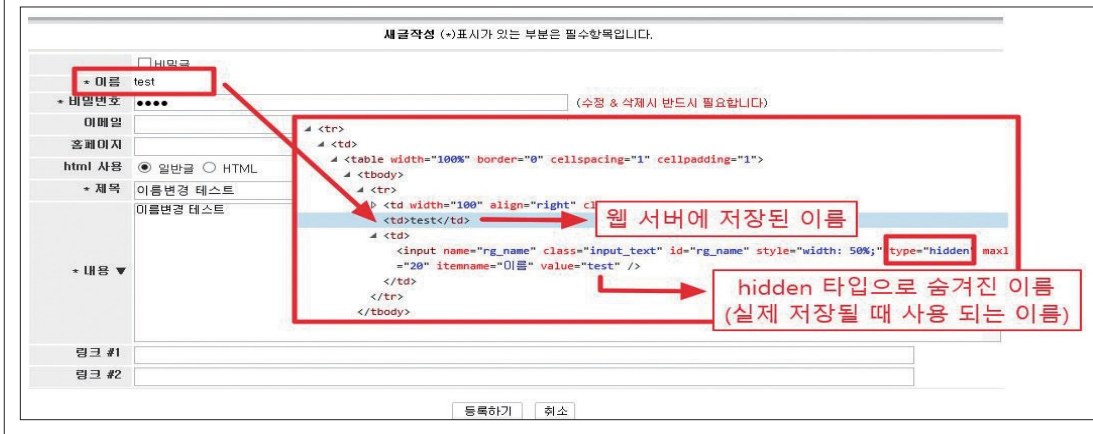 새글작성 (*)표시가 있는 부분은 필수항목입니다.
비밀글
* 이름 test
* 비밀번호 •••• (수정 & 삭제시 반드시 필요합니다)
이메일
홈페이지
html 사용 일반글 HTML
* 제목 이름변경 테스트
* 내용 ▼ 이름변경 테스트
<tr>
<td>
<table width="100%" border="0" cellspacing="1" cellpadding="1">
<tbody>
<tr>
<td width="100" align="right" cl
<td>test</td>
웹 서버에 저장된 이름
<td>
<input name="rg_name" class="input_text" id="rg_name" style="width: 50%;" type="hidden" maxl
="20" itemname="이름" value="test" />
</td>
</tr>
</tbody>
hidden 타입으로 숨겨진 이름
(실제 저장될 때 사용 되는 이름)
링크 #1
링크 #2
등록하기 취소